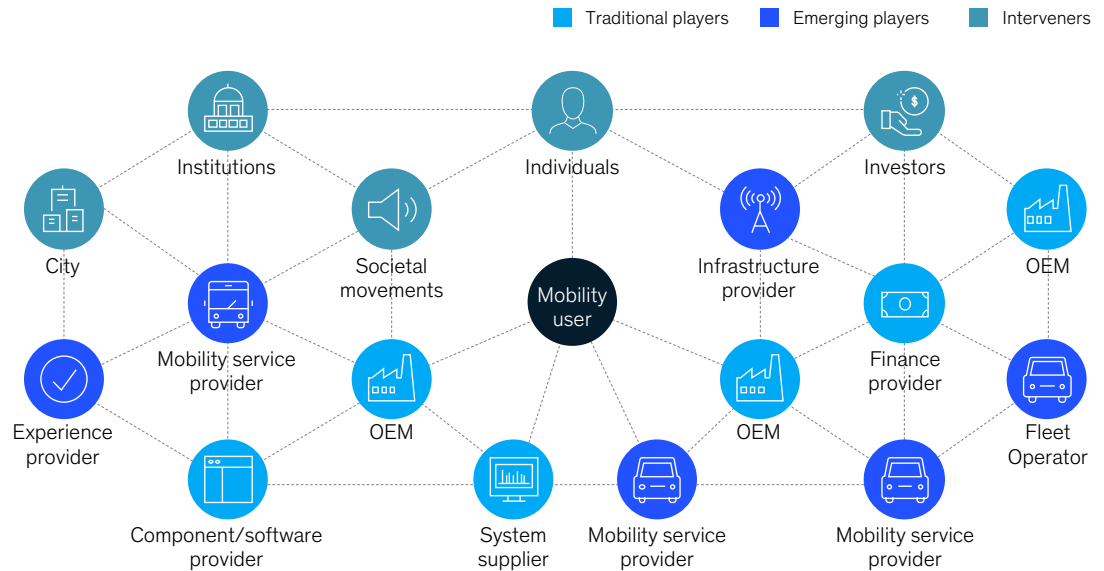 Traditional players
Emerging players
Interveners
$
Institutions
Individuals
Investors
City
Societal
movements
Infrastructure
provider
OEM
Mobility
user
Mobility service
provider
Finance
provider
Experience
provider
OEM
OEM
Fleet
Operator
Component/software
provider
System
supplier
Mobility service
provider
Mobility service
provider